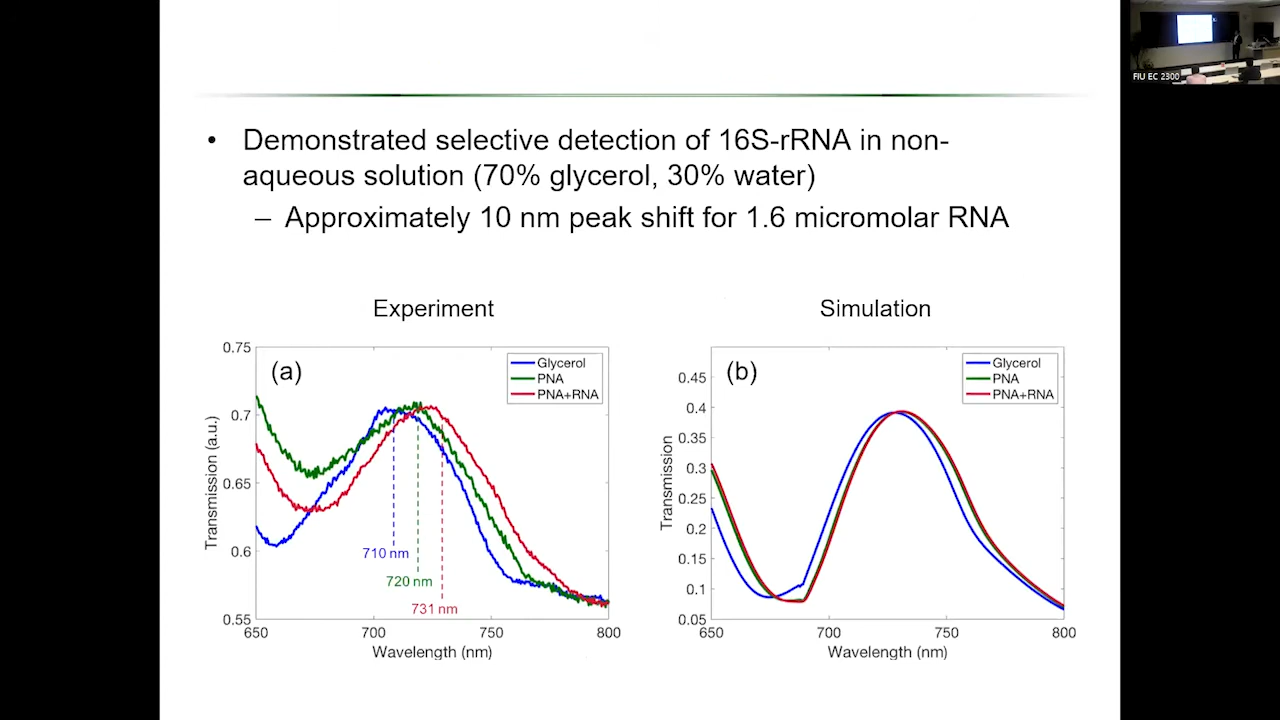 FIU EC 2300
• Demonstrated selective detection of 16S-rRNA in non-
aqueous solution (70% glycerol, 30% water)
– Approximately 10 nm peak shift for 1.6 micromolar RNA
Experiment
(a)
Glycerol
PNA
PNA+RNA
0.75
0.7
0.65
0.6
0.55
Transmission (a.u.)
710 nm
720 nm
731 nm
650 700 750 800
Wavelength (nm)
Simulation
(b)
Glycerol
PNA
PNA+RNA
0.45
0.4
0.35
0.3
0.25
0.2
0.15
0.1
0.05
Transmission
650 700 750 800
Wavelength (nm)